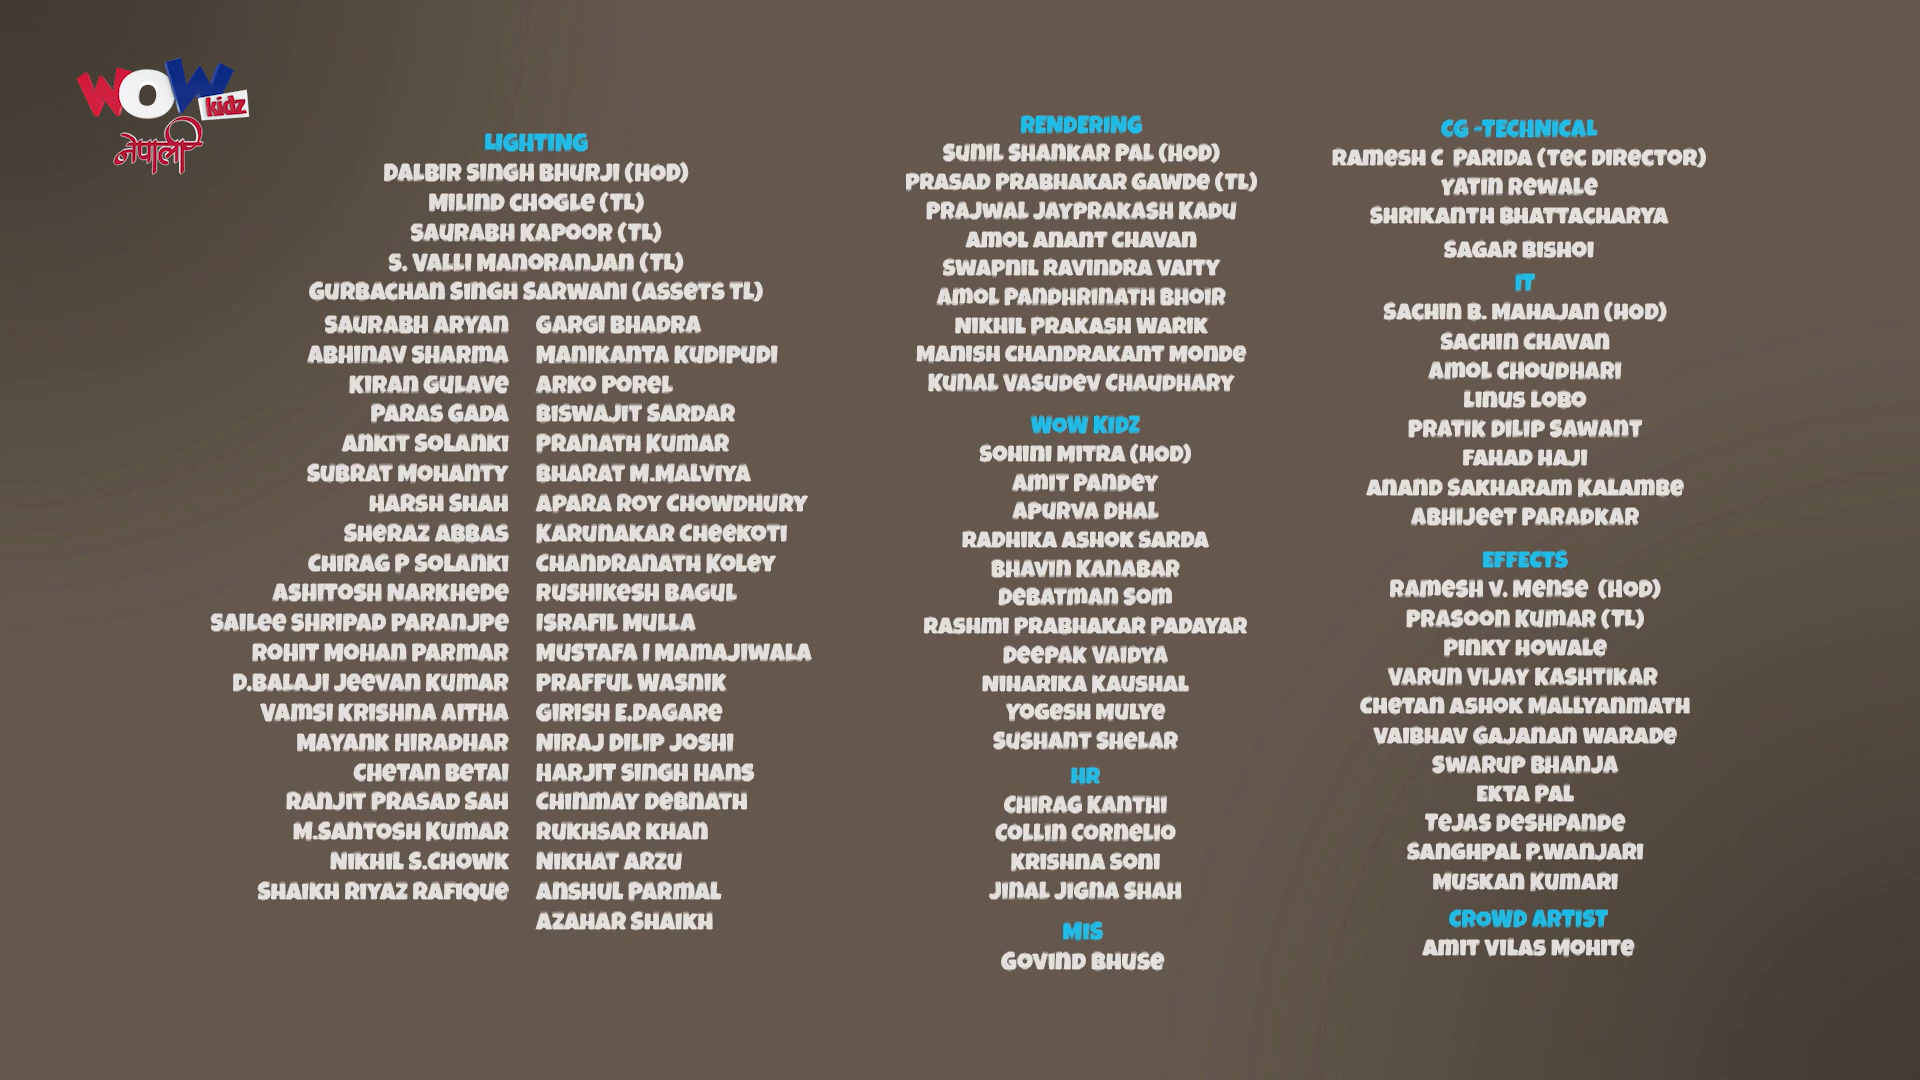 WOW
kidz
नेपाली
LIGHTING
DALBIR SINGH BHURJI (HOD)
MILIND CHOGLE (TL)
SAURABH KAPOOR (TL)
S. VALLI MANORANJAN (TL)
GURBACHAN SINGH SARWANI (ASSETS TL)
SAURABH ARYAN GARGI BHADRA
ABHINAV SHARMA MANIKANTA KUDIPUDI
KIRAN GULAVE ARKO POREL
PARAS GADA BISWAJIT SARDAR
ANKIT SOLANKI PRANATH KUMAR
SUBRAT MOHANTY BHARAT M.MALVIYA
HARSH SHAH APARA ROY CHOWDHURY
SHERAZ ABBAS KARUNAKAR CHEEKOTI
CHIRAG P SOLANKI CHANDRANATH KOLEY
ASHITOSH NARKHEDE RUSHIKESH BAGUL
SAILEE SHRIPAD PARANJPE ISRAFIL MULLA
ROHIT MOHAN PARMAR MUSTAFA I MAMAJIWALA
D.BALAJI JEEVAN KUMAR PRAFFUL WASNIK
VAMSI KRISHNA AITHA GIRISH E.DAGARE
MAYANK HIRADHAR NIRAJ DILIP JOSHI
CHETAN BETAI HARJIT SINGH HANS
RANJIT PRASAD SAH CHINMAY DEBNATH
M.SANTOSH KUMAR RUKHSAR KHAN
NIKHIL S.CHOWK NIKHAT ARZU
SHAIKH RIYAZ RAFIQUE ANSHUL PARMAL
AZAHAR SHAIKH
RENDERING
SUNIL SHANKAR PAL (HOD)
PRASAD PRABHAKAR GAWDE (TL)
PRAJWAL JAYPRAKASH KADU
AMOL ANANT CHAVAN
SWAPNIL RAVINDRA VAITY
AMOL PANDHRINATH BHOIR
NIKHIL PRAKASH WARIK
MANISH CHANDRAKANT MONDE
KUNAL VASUDEV CHAUDHARY
WOW KIDZ
SOHINI MITRA (HOD)
AMIT PANDEY
APURVA DHAL
RADHIKA ASHOK SARDA
BHAVIN KANABAR
DEBATMAN SOM
RASHMI PRABHAKAR PADAYAR
DEEPAK VAIDYA
NIHARIKA KAUSHAL
YOGESH MULYE
SUSHANT SHELAR
HR
CHIRAG KANTHI
COLLIN CORNELIO
KRISHNA SONI
JINAL JIGNA SHAH
MIS
GOVIND BHUSE
CG -TECHNICAL
RAMESH C PARIDA (TEC DIRECTOR)
YATIN REWALE
SHRIKANTH BHATTACHARYA
SAGAR BISHOI
IT
SACHIN B. MAHAJAN (HOD)
SACHIN CHAVAN
AMOL CHOUDHARI
LINUS LOBO
PRATIK DILIP SAWANT
FAHAD HAJI
ANAND SAKHARAM KALAMBE
ABHIJEET PARADKAR
EFFECTS
RAMESH V. MENSE (HOD)
PRASOON KUMAR (TL)
PINKY HOWALE
VARUN VIJAY KASHTIKAR
CHETAN ASHOK MALLYANMATH
VAIBHAV GAJANAN WARADE
SWARUP BHANJA
EKTA PAL
TEJAS DESHPANDE
SANGHPAL P.WANJARI
MUSKAN KUMARI
CROWD ARTIST
AMIT VILAS MOHITE